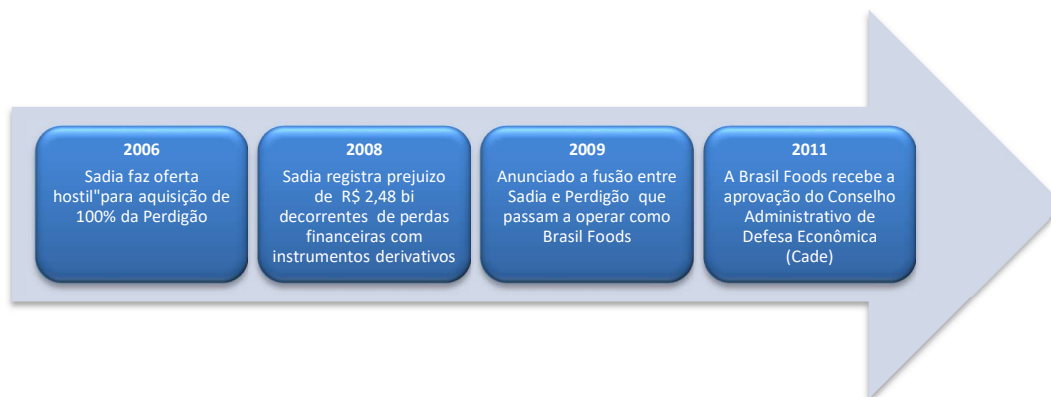 2006
Sadia faz oferta
hostil"para aquisição de
100% da Perdigão
2008
Sadia registra prejuizo
de R$ 2,48 bi
decorrentes de perdas
financeiras com
instrumentos derivativos
2009
Anunciado a fusão entre
Sadia e Perdigão que
passam a operar como
Brasil Foods
2011
A Brasil Foods recebe a
aprovação do Conselho
Administrativo de
Defesa Econômica
(Cade)